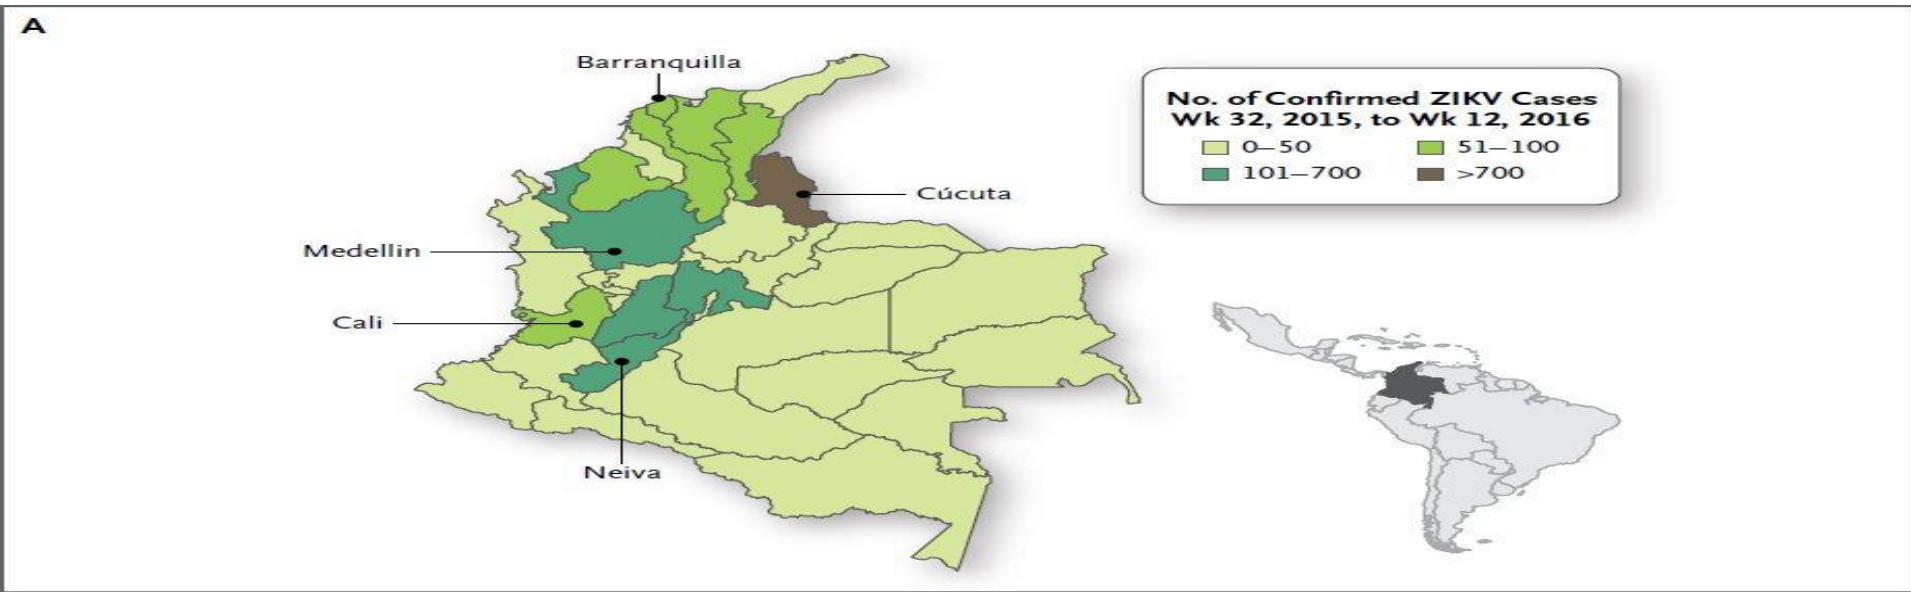 A
Barranquilla
No. of Confirmed ZIKV Cases
Wk 32, 2015, to Wk 12, 2016
0–50
51–100
101–700
>700
Cúcuta
Medellin
Cali
Neiva